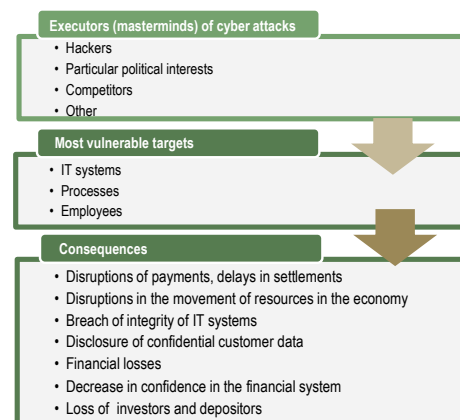 Executors (masterminds) of cyber attacks
• Hackers
• Particular political interests
• Competitors
• Other
Most vulnerable targets
• IT systems
• Processes
• Employees
Consequences
• Disruptions of payments, delays in settlements
• Disruptions in the movement of resources in the economy
• Breach of integrity of IT systems
• Disclosure of confidential customer data
• Financial losses
• Decrease in confidence in the financial system
• Loss of investors and depositors